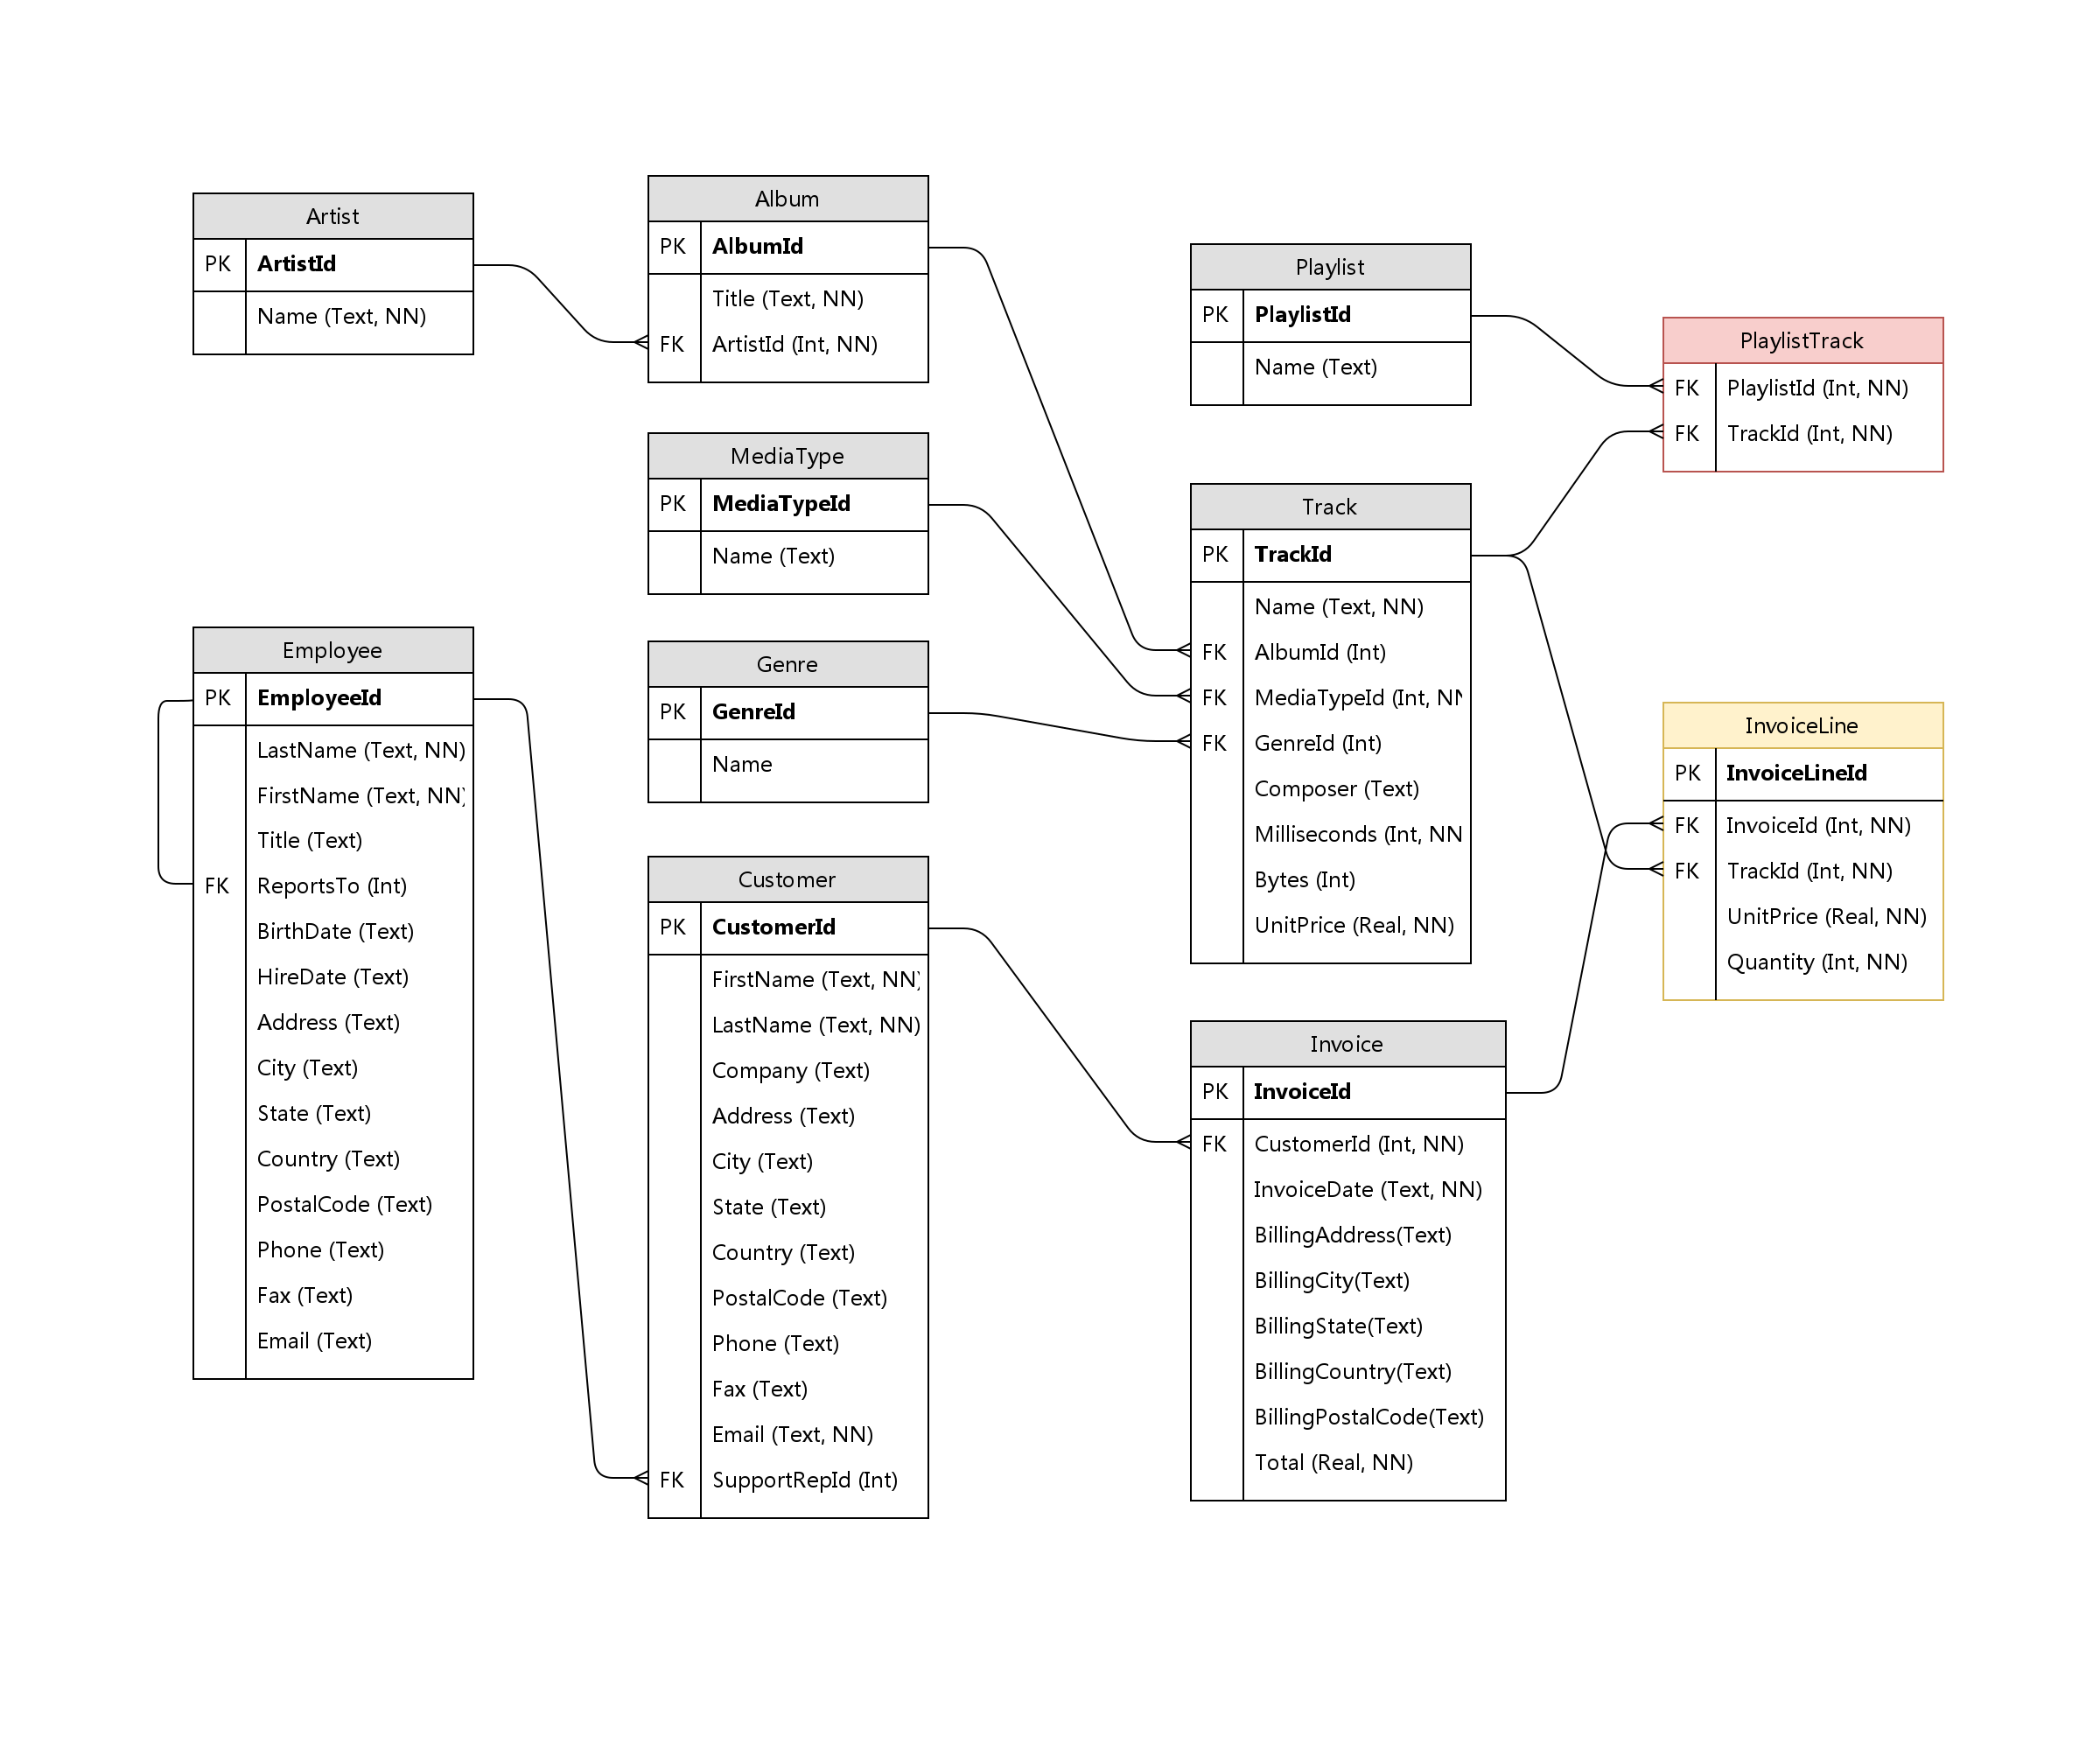 Artist
PK ArtistId
Name (Text, NN)
Album
PK AlbumId
Title (Text, NN)
FK ArtistId (Int, NN)
MediaType
PK MediaTypeId
Name (Text)
Genre
PK GenreId
Name
Employee
PK EmployeeId
LastName (Text, NN)
FirstName (Text, NN)
Title (Text)
FK ReportsTo (Int)
BirthDate (Text)
HireDate (Text)
Address (Text)
City (Text)
State (Text)
Country (Text)
PostalCode (Text)
Phone (Text)
Fax (Text)
Email (Text)
Customer
PK CustomerId
FirstName (Text, NN)
LastName (Text, NN)
Company (Text)
Address (Text)
City (Text)
State (Text)
Country (Text)
PostalCode (Text)
Phone (Text)
Fax (Text)
Email (Text, NN)
FK SupportRepId (Int)
Playlist
PK PlaylistId
Name (Text)
Track
PK TrackId
Name (Text, NN)
FK AlbumId (Int)
FK MediaTypeId (Int, NN
FK GenreId (Int)
Composer (Text)
Milliseconds (Int, NN
Bytes (Int)
UnitPrice (Real, NN)
Invoice
PK InvoiceId
FK CustomerId (Int, NN)
InvoiceDate (Text, NN)
BillingAddress(Text)
BillingCity(Text)
BillingState(Text)
BillingCountry(Text)
BillingPostalCode(Text)
Total (Real, NN)
PlaylistTrack
FK PlaylistId (Int, NN)
FK TrackId (Int, NN)
InvoiceLine
PK InvoiceLineId
FK InvoiceId (Int, NN)
FK TrackId (Int, NN)
UnitPrice (Real, NN)
Quantity (Int, NN)